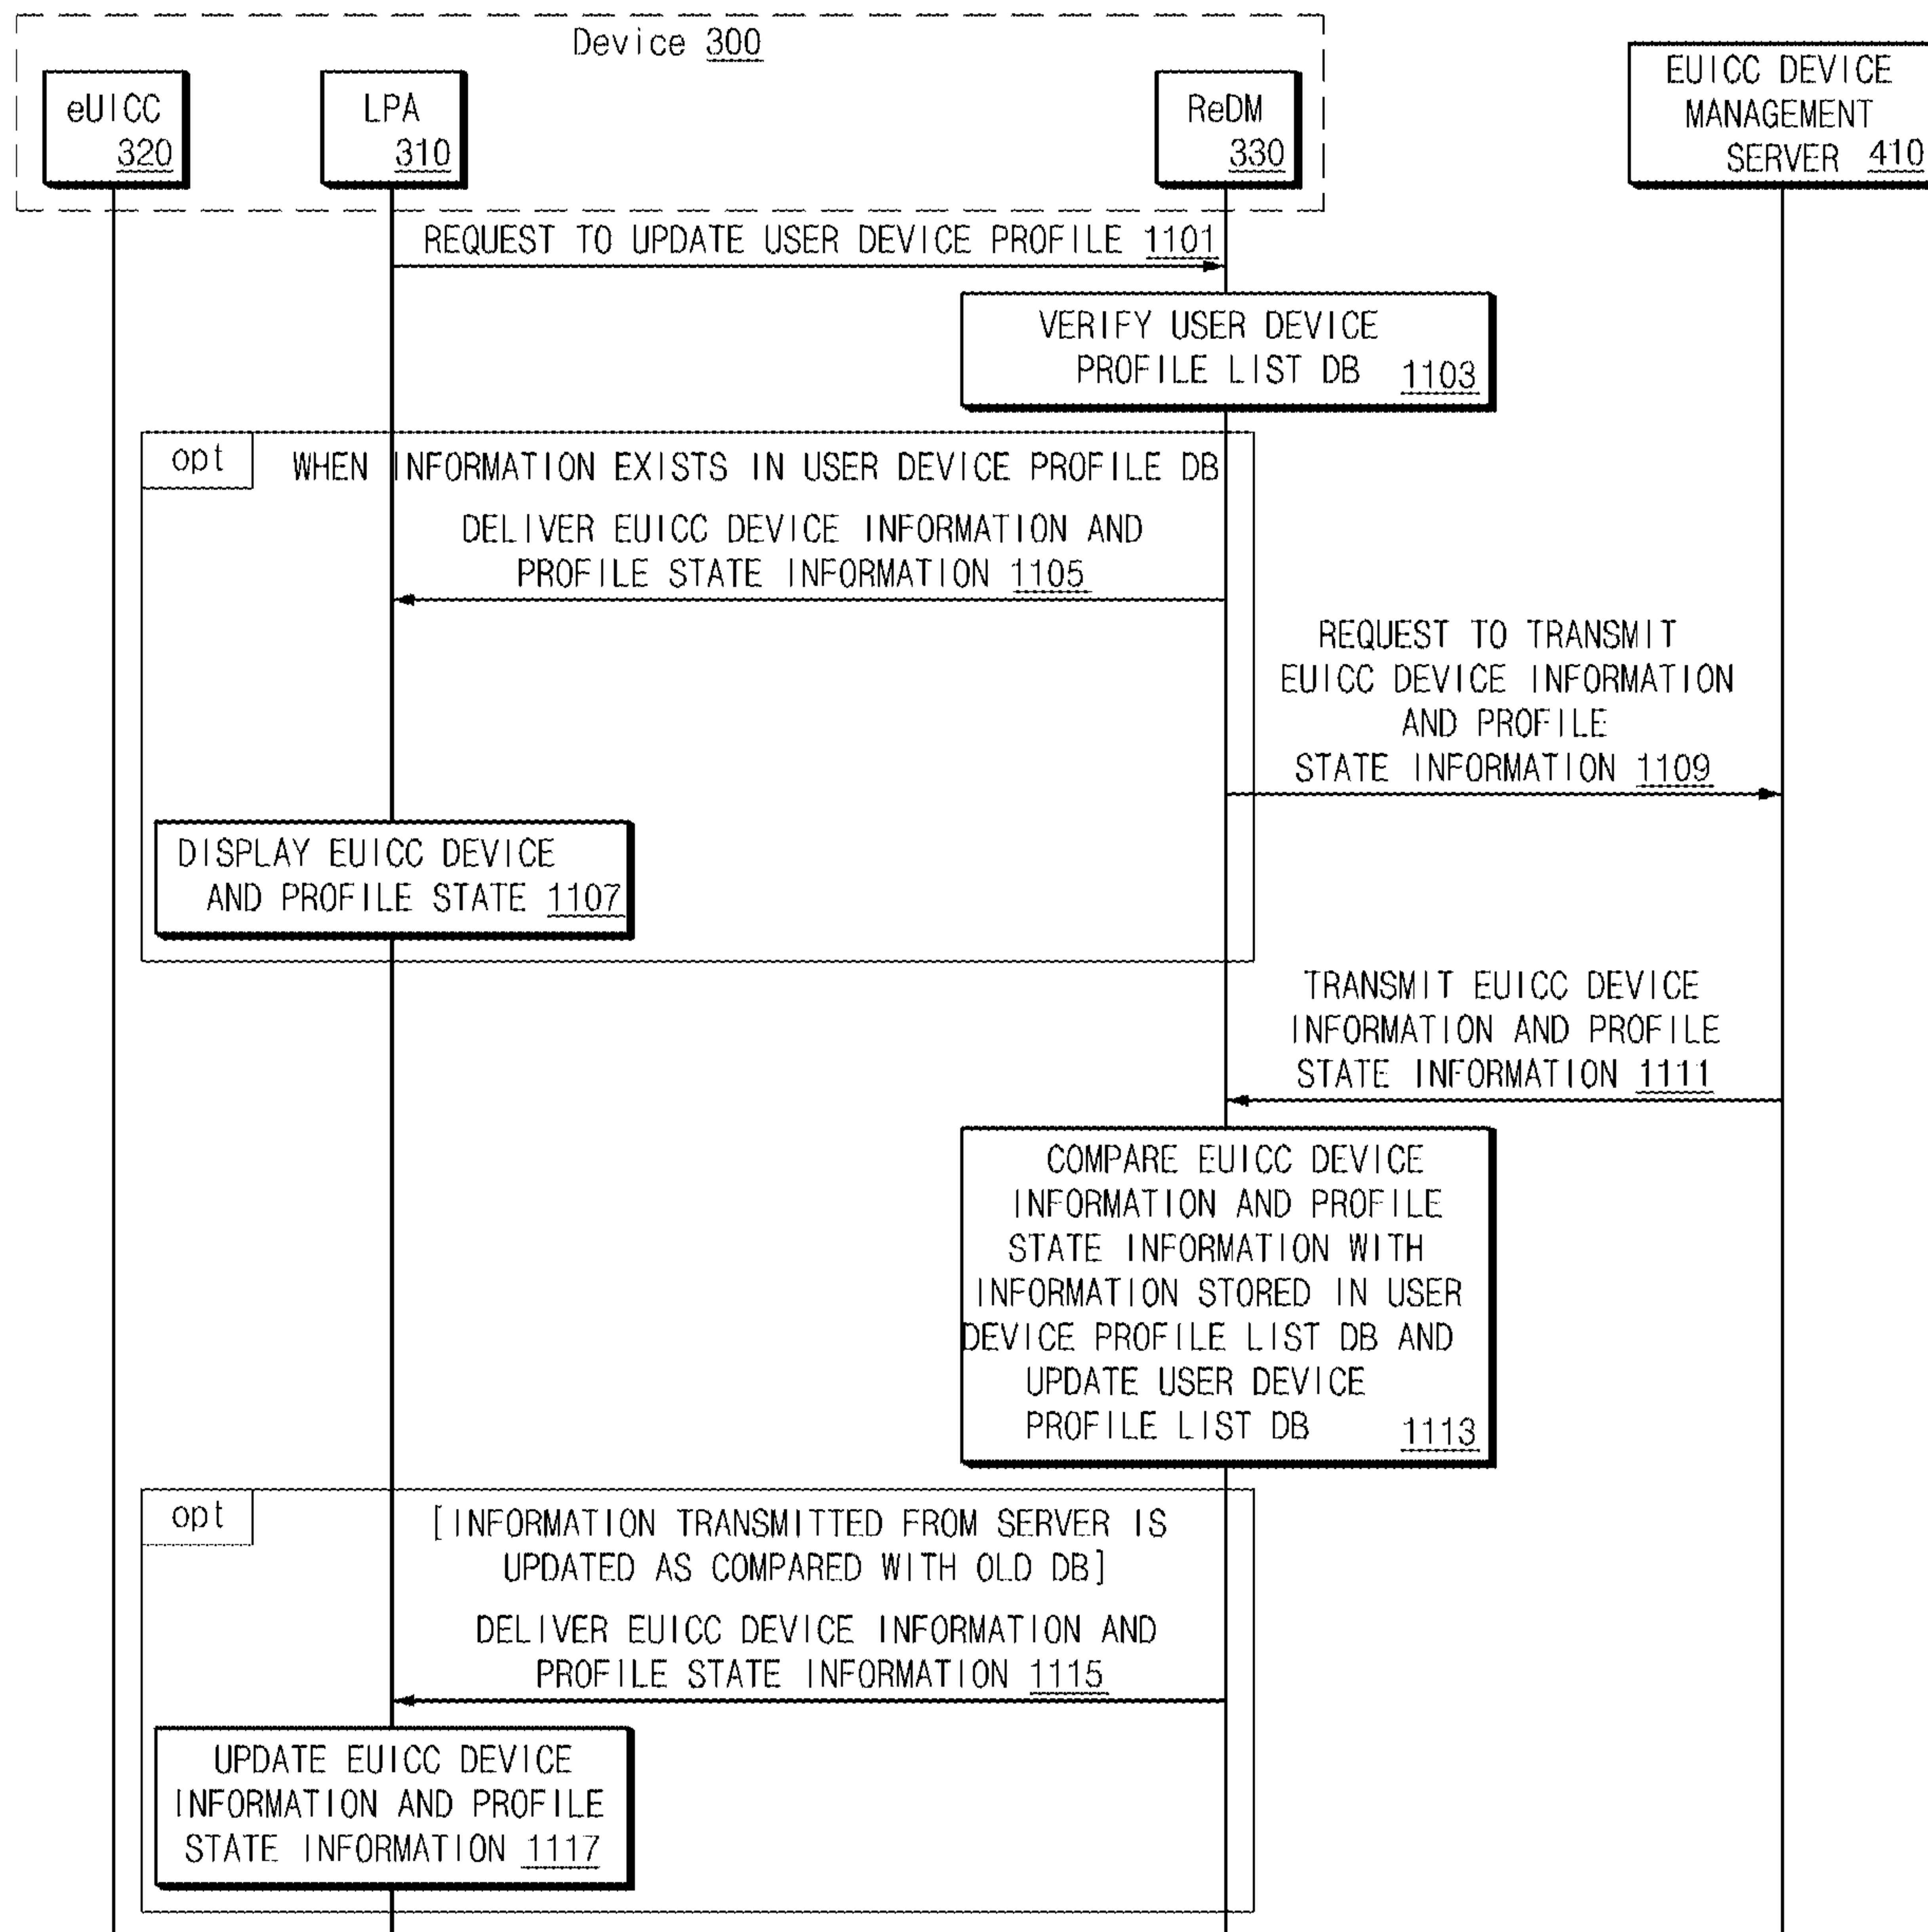 Device 300
eUICC
320
LPA
310
ReDM
330
EUICC DEVICE
MANAGEMENT
SERVER 410
REQUEST TO UPDATE USER DEVICE PROFILE 1101
VERIFY USER DEVICE
PROFILE LIST DB 1103
opt
WHEN INFORMATION EXISTS IN USER DEVICE PROFILE DB
DELIVER EUICC DEVICE INFORMATION AND
PROFILE STATE INFORMATION 1105
REQUEST TO TRANSMIT
EUICC DEVICE INFORMATION
AND PROFILE
STATE INFORMATION 1109
DISPLAY EUICC DEVICE
AND PROFILE STATE 1107
TRANSMIT EUICC DEVICE
INFORMATION AND PROFILE
STATE INFORMATION 1111
COMPARE EUICC DEVICE
INFORMATION AND PROFILE
STATE INFORMATION WITH
INFORMATION STORED IN USER
DEVICE PROFILE LIST DB AND
UPDATE USER DEVICE
PROFILE LIST DB 1113
opt
[INFORMATION TRANSMITTED FROM SERVER IS
UPDATED AS COMPARED WITH OLD DB]
DELIVER EUICC DEVICE INFORMATION AND
PROFILE STATE INFORMATION 1115
UPDATE EUICC DEVICE
INFORMATION AND PROFILE
STATE INFORMATION 1117